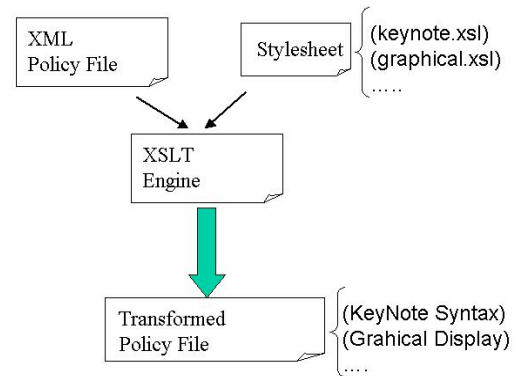 XML
Policy File
Stylesheet
(keynote.xsl)
(graphical.xsl)
.....
XSLT
Engine
Transformed
Policy File
(KeyNote Syntax)
(Grahical Display)
....